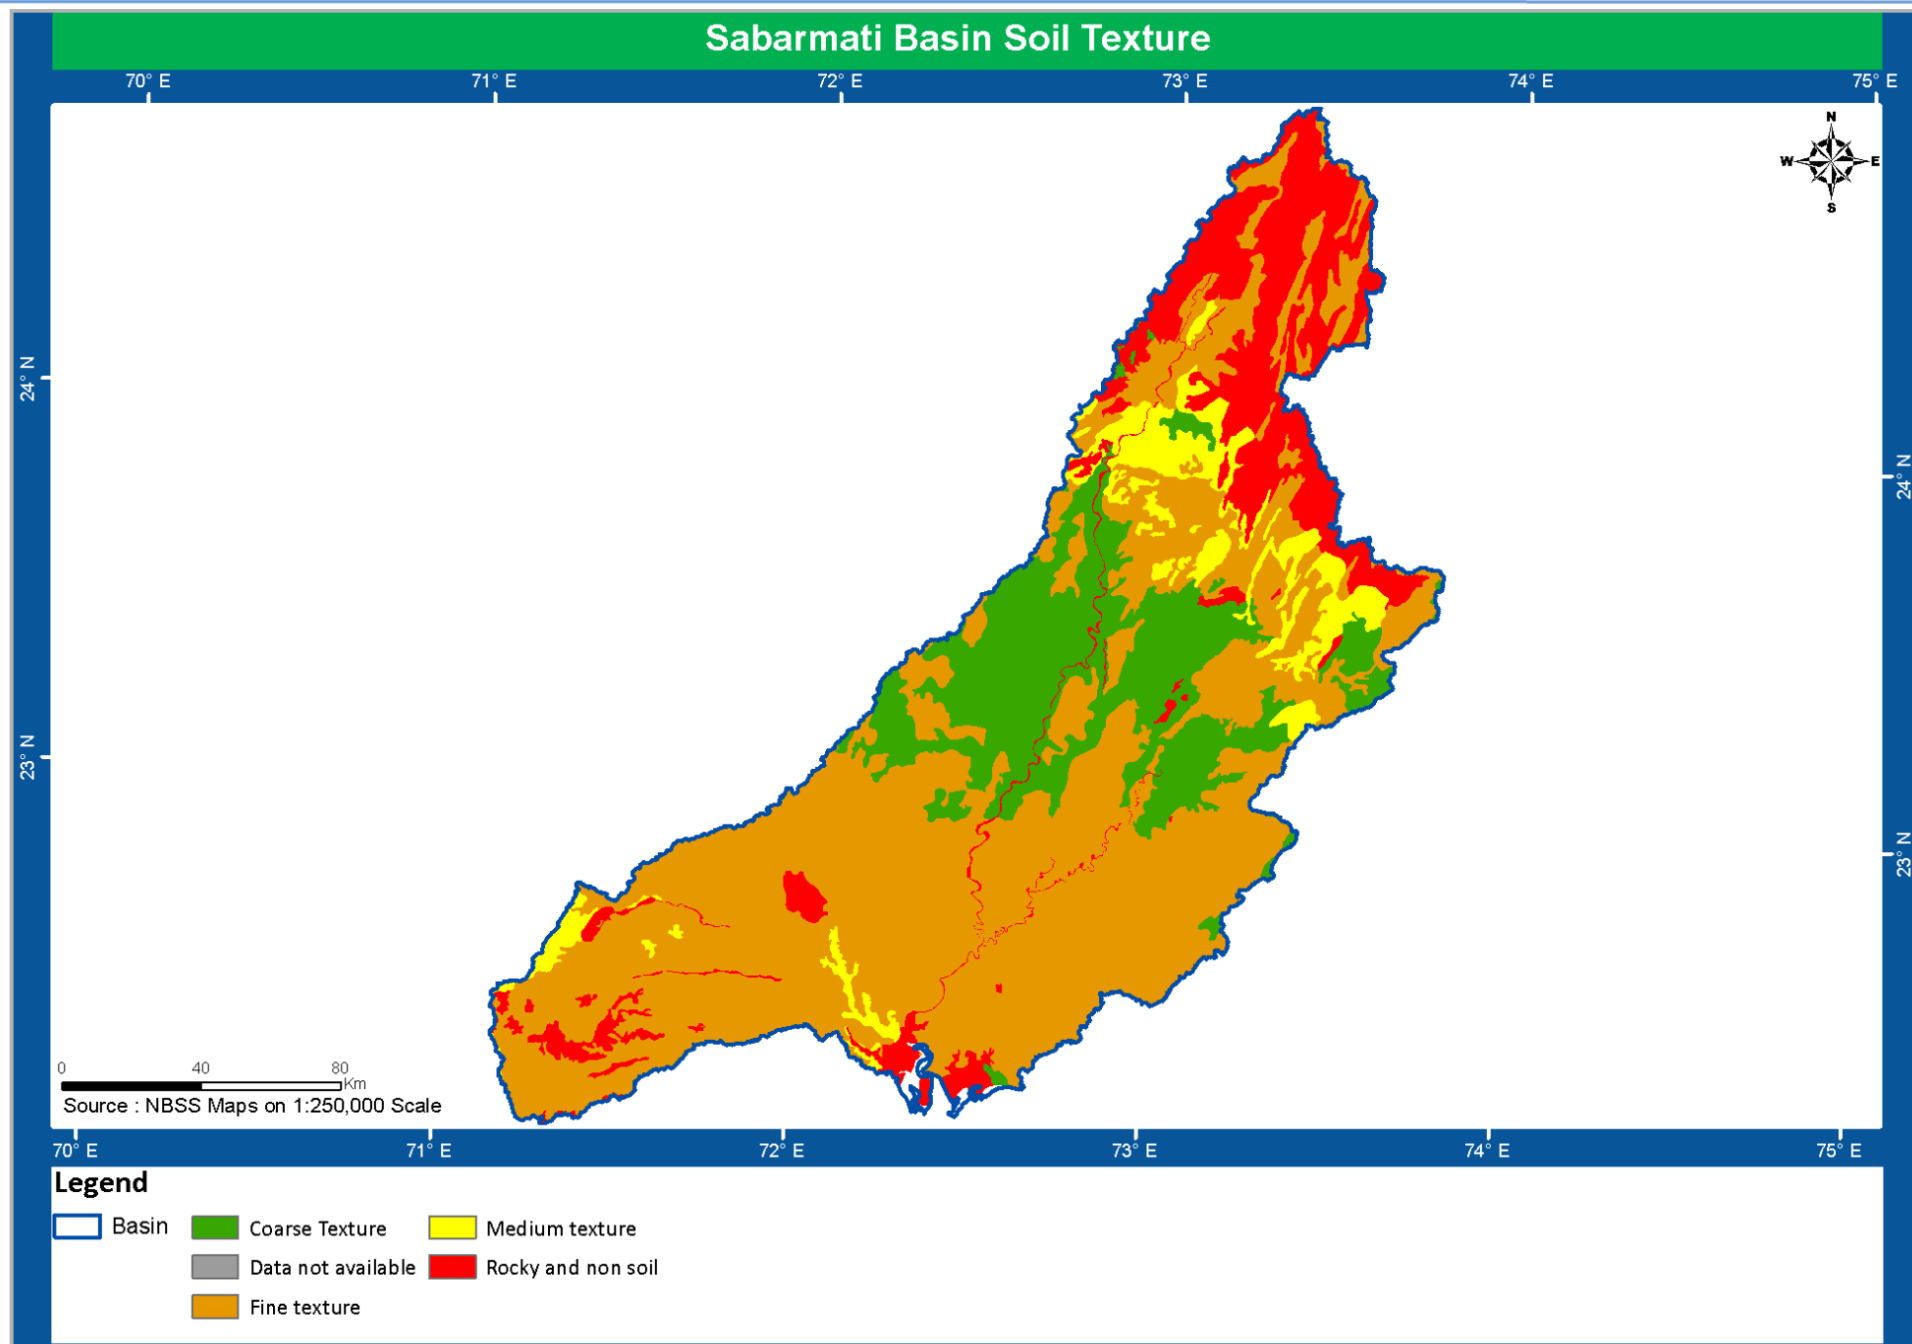 Sabarmati Basin Soil Texture
70° E 71° E 72° E 73° E 74° E 75° E
N
W E
S
24° N
24° N
23° N
23° N
0 40 80
Km
Source : NBSS Maps on 1:250,000 Scale
70° E 71° E 72° E 73° E 74° E 75° E
Legend
Basin Coarse Texture Medium texture
Data not available Rocky and non soil
Fine texture